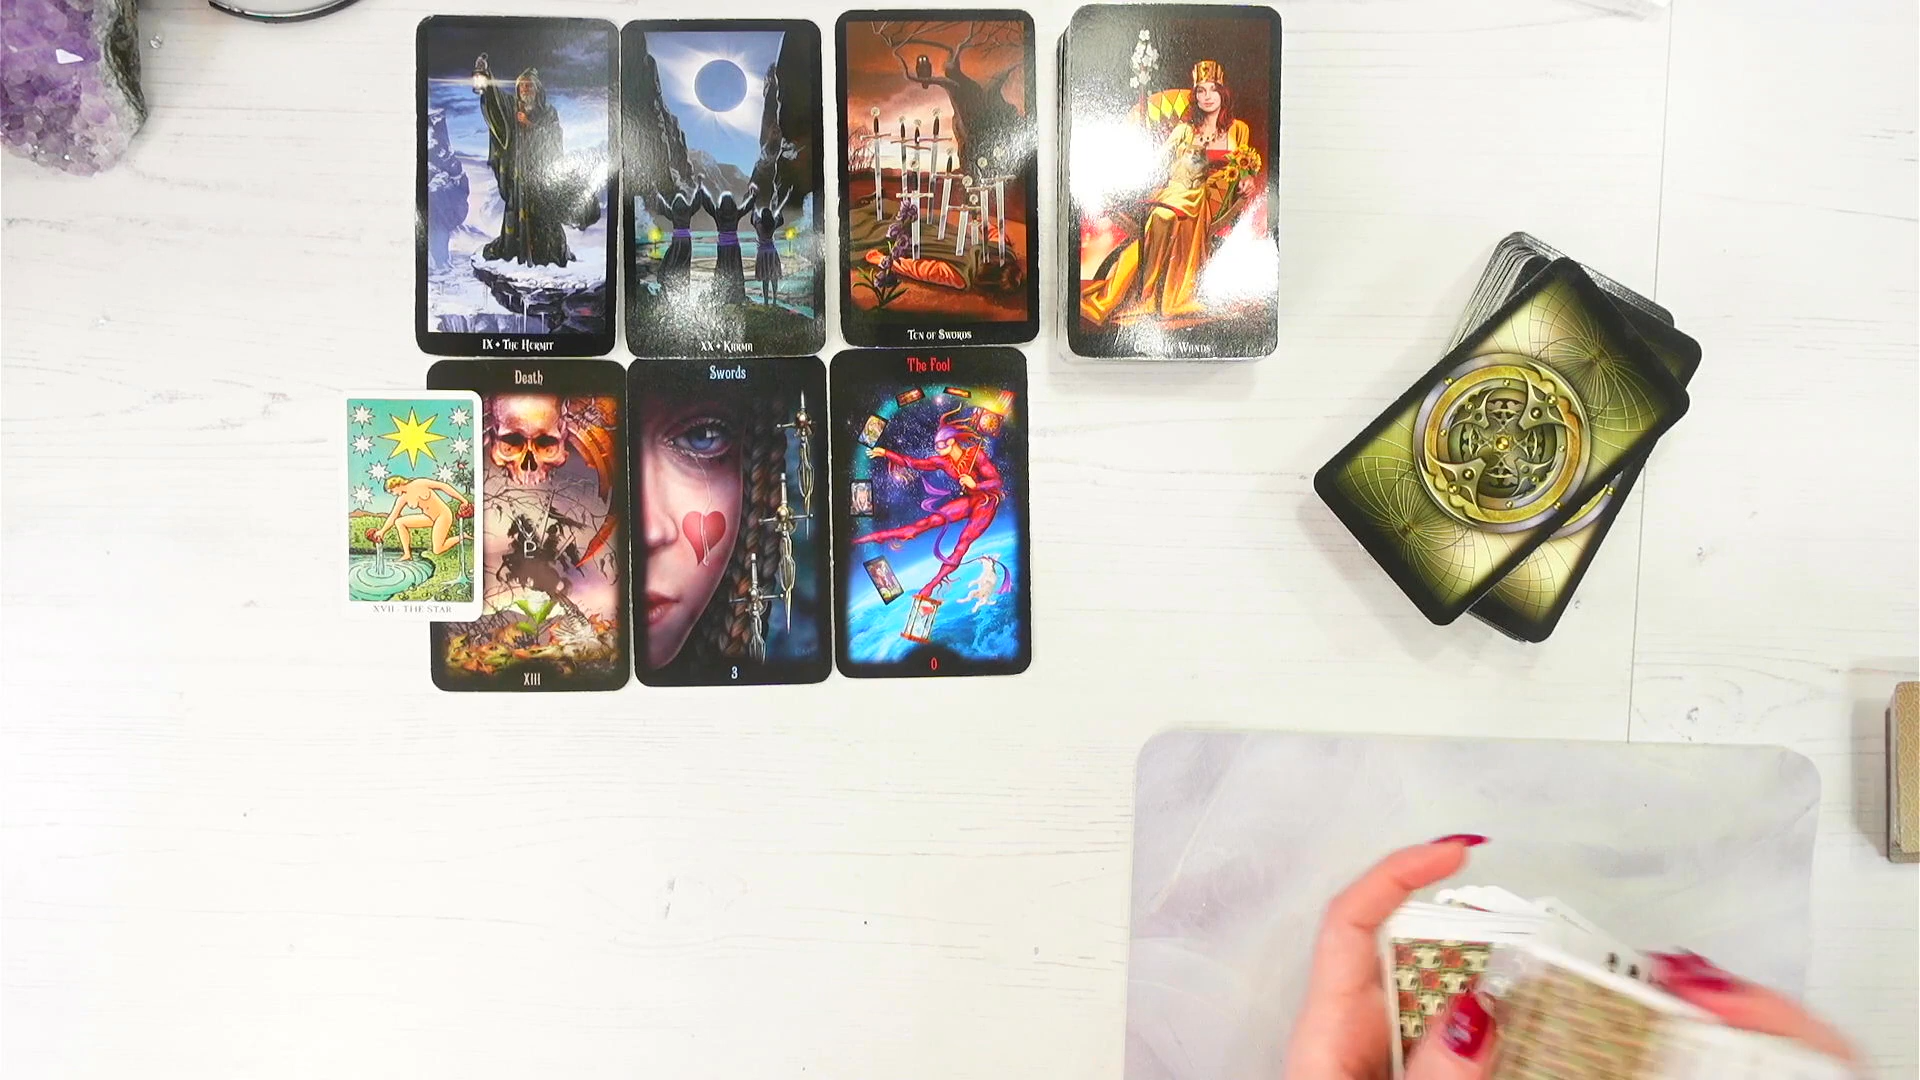 IX ♦ The Hermit
XX ♦ Karma
Ten of Swords
Queen of Wands
Death
XIII
Swords
3
The Fool
0
XVII · THE STAR